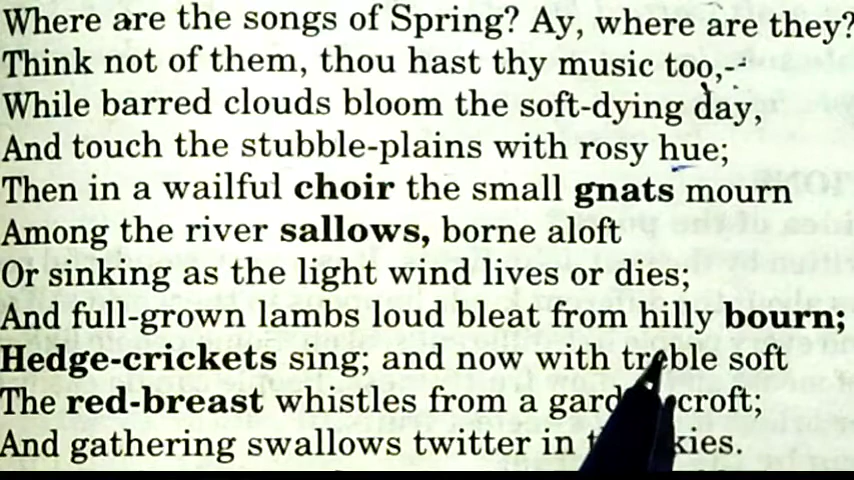 Where are the songs of Spring? Ay, where are they?
Think not of them, thou hast thy music too,-
While barred clouds bloom the soft-dying day,
And touch the stubble-plains with rosy hue;
Then in a wailful choir the small gnats mourn
Among the river sallows, borne aloft
Or sinking as the light wind lives or dies;
And full-grown lambs loud bleat from hilly bourn;
Hedge-crickets sing; and now with treble soft
The red-breast whistles from a gard croft;
And gathering swallows twitter in kies.